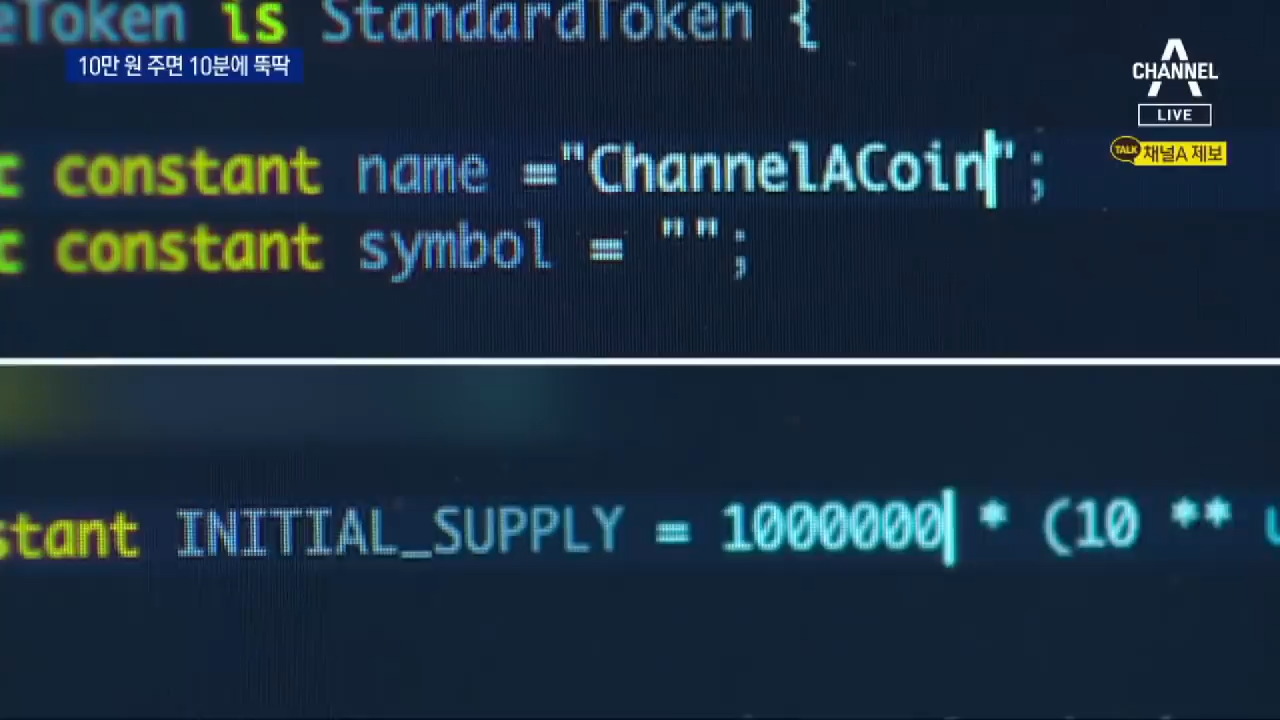 eToken is StandardToken {
10만 원 주면 10분에 뚝딱
CHANNEL A
LIVE
TALK 채널A 제보
c constant name ="ChannelACoin";
c constant symbol = "";
stant INITIAL_SUPPLY = 1000000 * (10 ** u